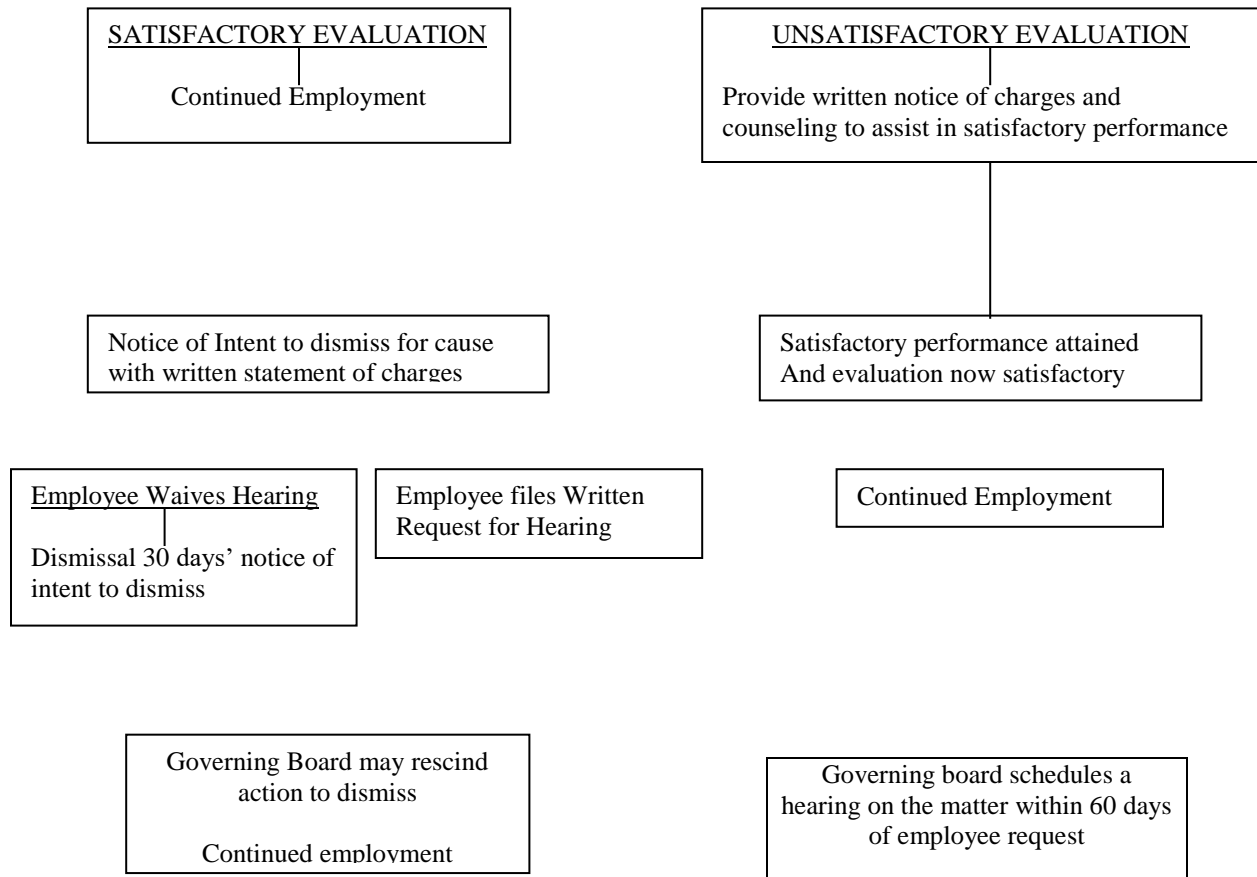 SATISFACTORY EVALUATION
Continued Employment
UNSATISFACTORY EVALUATION
Provide written notice of charges and
counseling to assist in satisfactory performance
Notice of Intent to dismiss for cause
with written statement of charges
Satisfactory performance attained
And evaluation now satisfactory
Employee Waives Hearing
Dismissal 30 days’ notice of
intent to dismiss
Employee files Written
Request for Hearing
Continued Employment
Governing Board may rescind
action to dismiss
Continued employment
Governing board schedules a
hearing on the matter within 60 days
of employee request